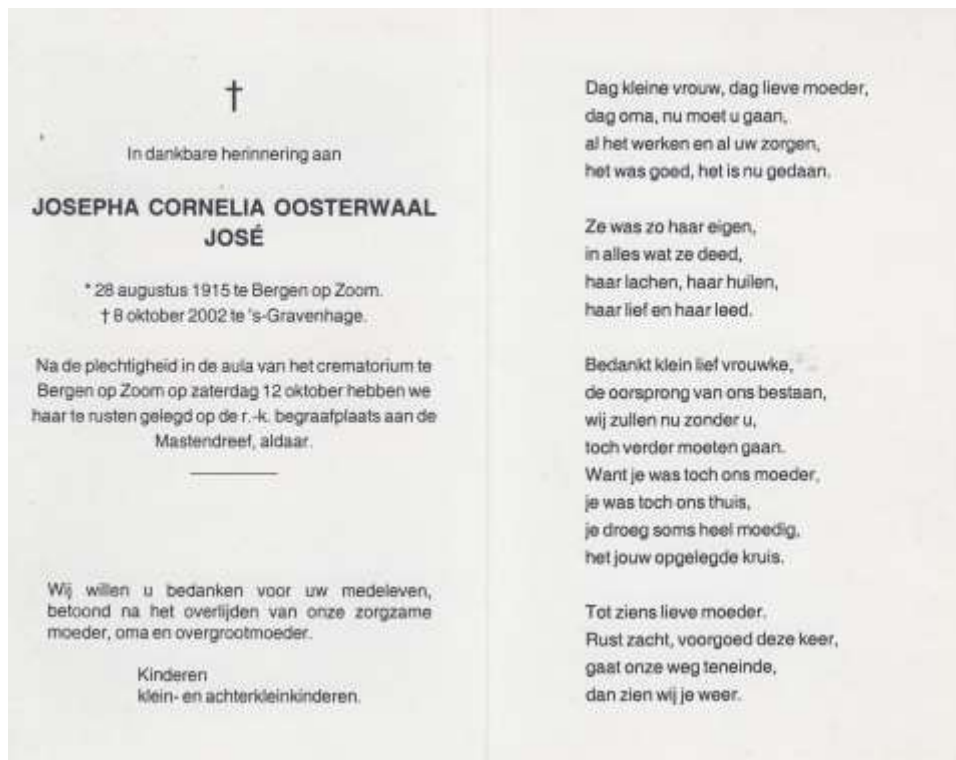 †
In dankbare herinnering aan
JOSEPHA CORNELIA OOSTERWAAL
JOSÉ
* 28 augustus 1915 te Bergen op Zoom.
† 8 oktober 2002 te 's-Gravenhage.
Na de plechtigheid in de aula van het crematorium te
Bergen op Zoom op zaterdag 12 oktober hebben we
haar te rusten gelegd op de r.-k. begraafplaats aan de
Mastendreef, aldaar.
Wij willen u bedanken voor uw medeleven,
betoond na het overlijden van onze zorgzame
moeder, oma en overgrootmoeder.
Kinderen
klein- en achterkleinkinderen.
Dag kleine vrouw, dag lieve moeder,
dag oma, nu moet u gaan,
al het werken en al uw zorgen,
het was goed, het is nu gedaan.
Ze was zo haar eigen,
in alles wat ze deed,
haar lachen, haar huilen,
haar lief en haar leed.
Bedankt klein lief vrouwke,
de oorsprong van ons bestaan,
wij zullen nu zonder u,
toch verder moeten gaan.
Want je was toch ons moeder,
je was toch ons thuis,
je droeg soms heel moedig,
het jouw opgelegde kruis.
Tot ziens lieve moeder.
Rust zacht, voorgoed deze keer,
gaat onze weg teneinde,
dan zien wij je weer.